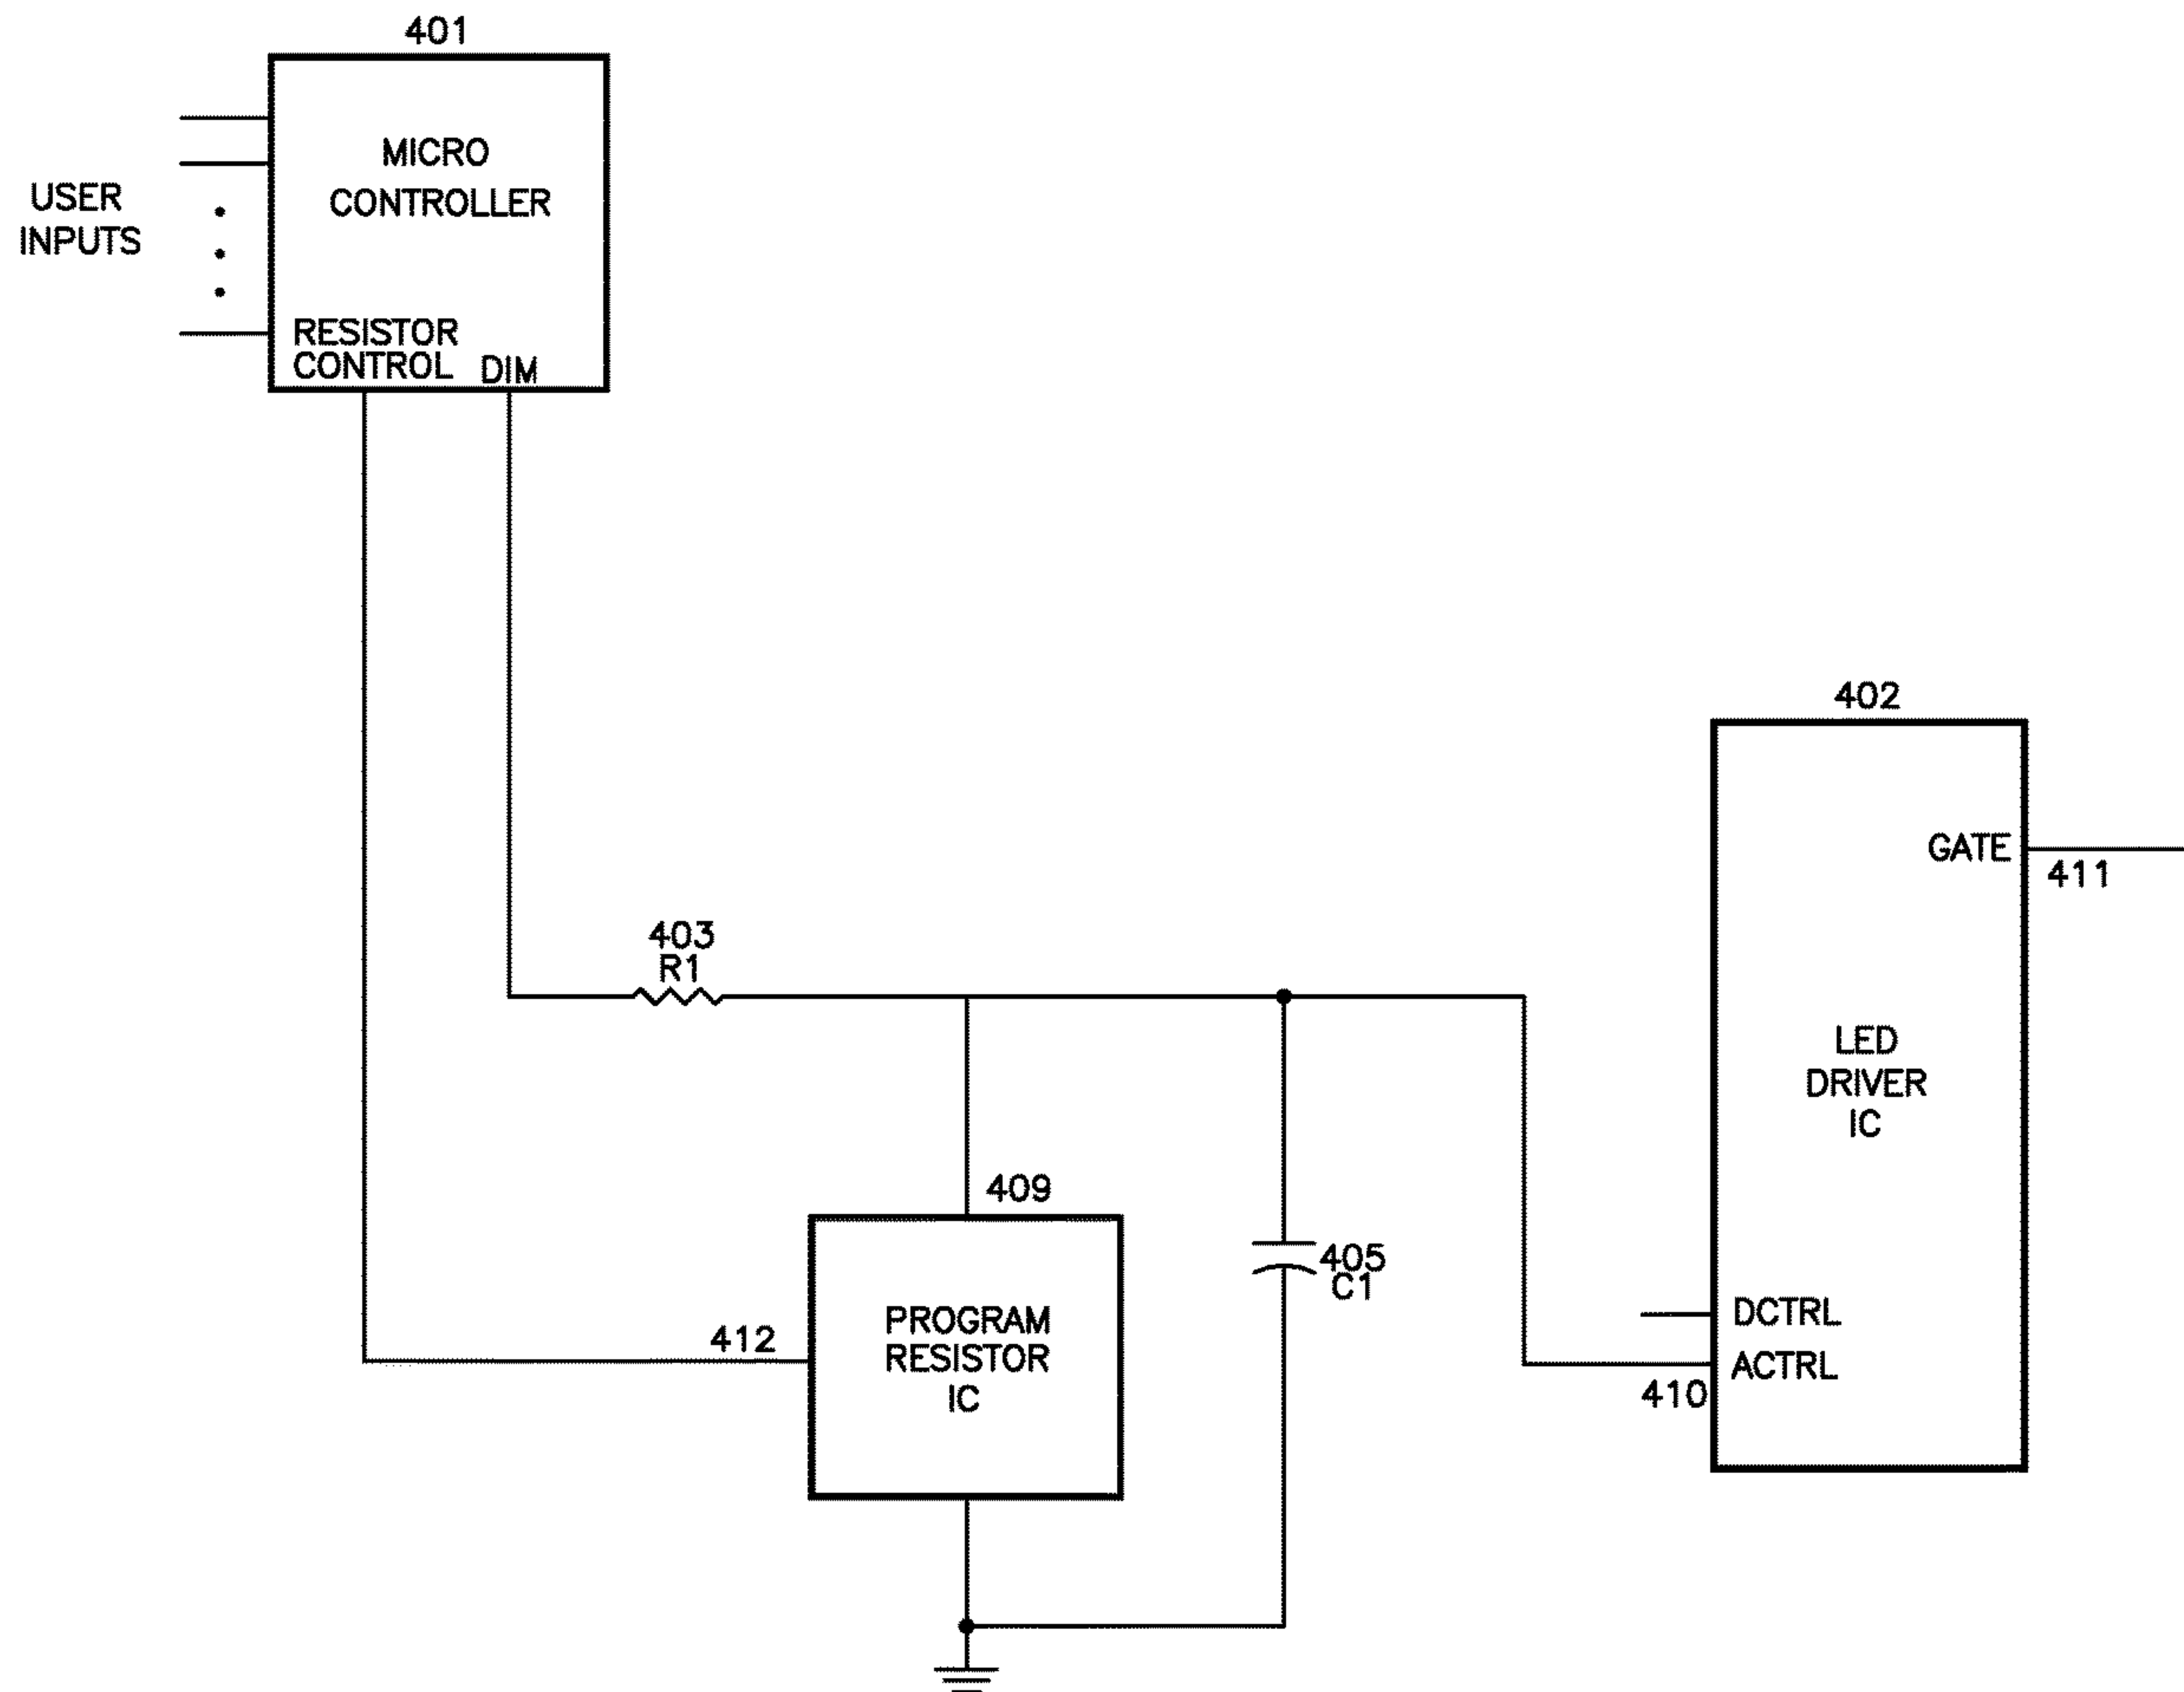 401
MICRO
CONTROLLER
USER
INPUTS
RESISTOR
CONTROL
DIM
402
GATE
411
403
R1
LED
DRIVER
IC
409
405
C1
PROGRAM
RESISTOR
IC
412
DCTRL
ACTRL
410